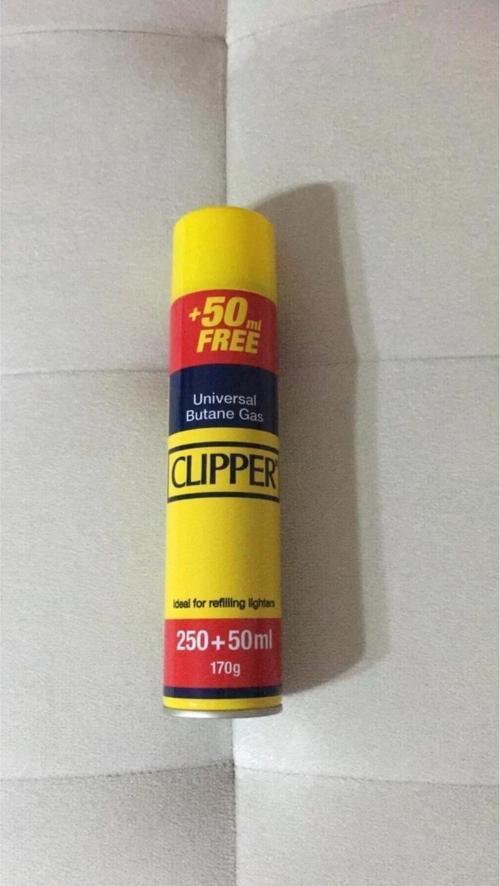 +50ml
FREE
Universal
Butane Gas
CLIPPER
Ideal for refilling lighters
250+50ml
170g